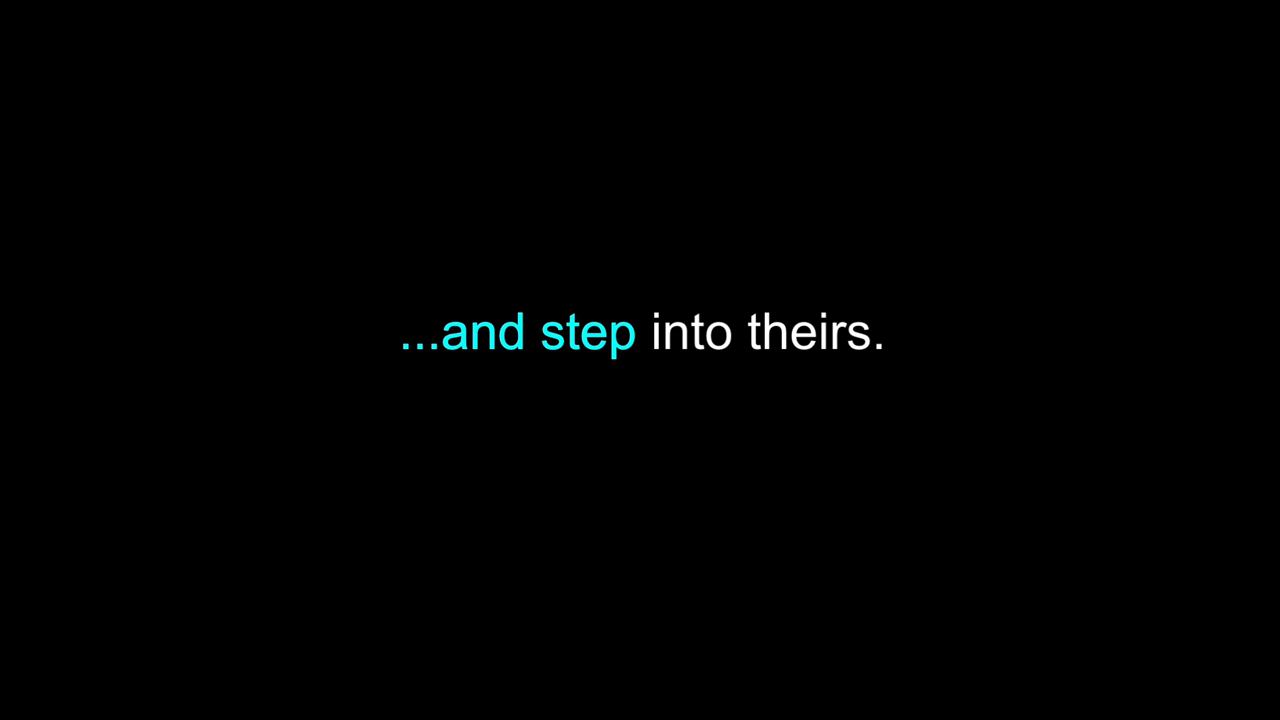 ...and step into theirs.